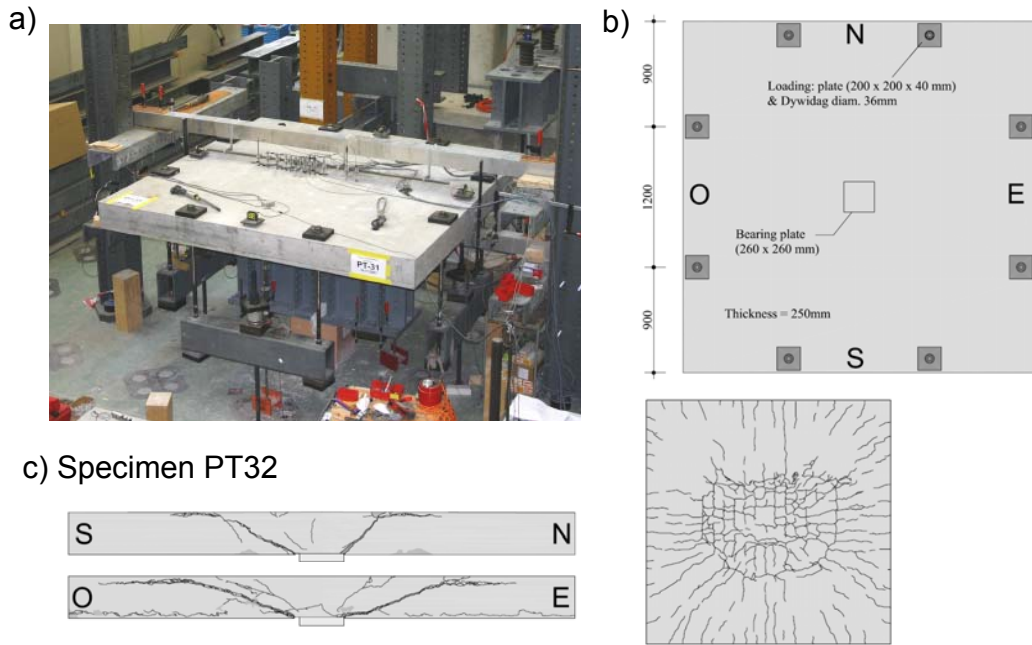 a)
PT-31
b)
N
Loading: plate (200 x 200 x 40 mm)
& Dywidag diam. 36mm
900
O
E
1200
Bearing plate
(260 x 260 mm)
900
Thickness = 250mm
S
c) Specimen PT32
S
N
O
E